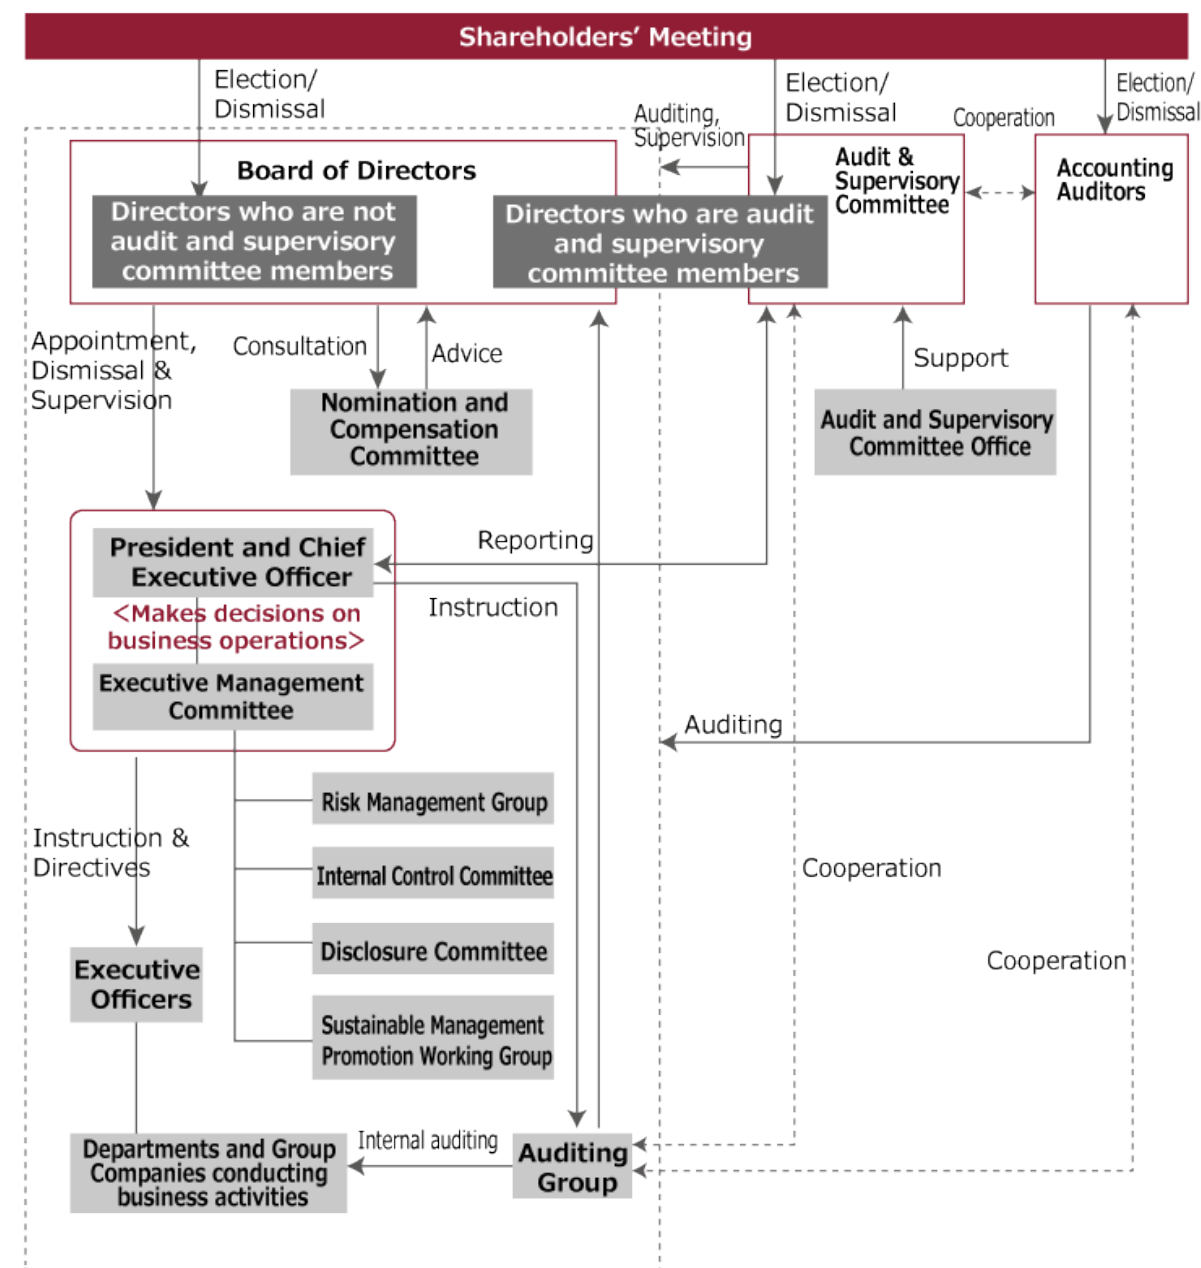 Shareholders’ Meeting
Election/
Dismissal
Auditing,
Supervision
Election/
Dismissal
Cooperation
Election/
Dismissal
Board of Directors
Audit &
Supervisory
Committee
Accounting
Auditors
Directors who are not
audit and supervisory
committee members
Directors who are audit
and supervisory
committee members
Appointment,
Dismissal &
Supervision
Consultation
Advice
Support
Nomination and
Compensation
Committee
Audit and Supervisory
Committee Office
President and Chief
Executive Officer
<Makes decisions on
business operations>
Executive Management
Committee
Reporting
Instruction
Auditing
Risk Management Group
Internal Control Committee
Disclosure Committee
Sustainable Management
Promotion Working Group
Instruction &
Directives
Cooperation
Cooperation
Executive
Officers
Departments and Group
Companies conducting
business activities
Internal auditing
Auditing
Group